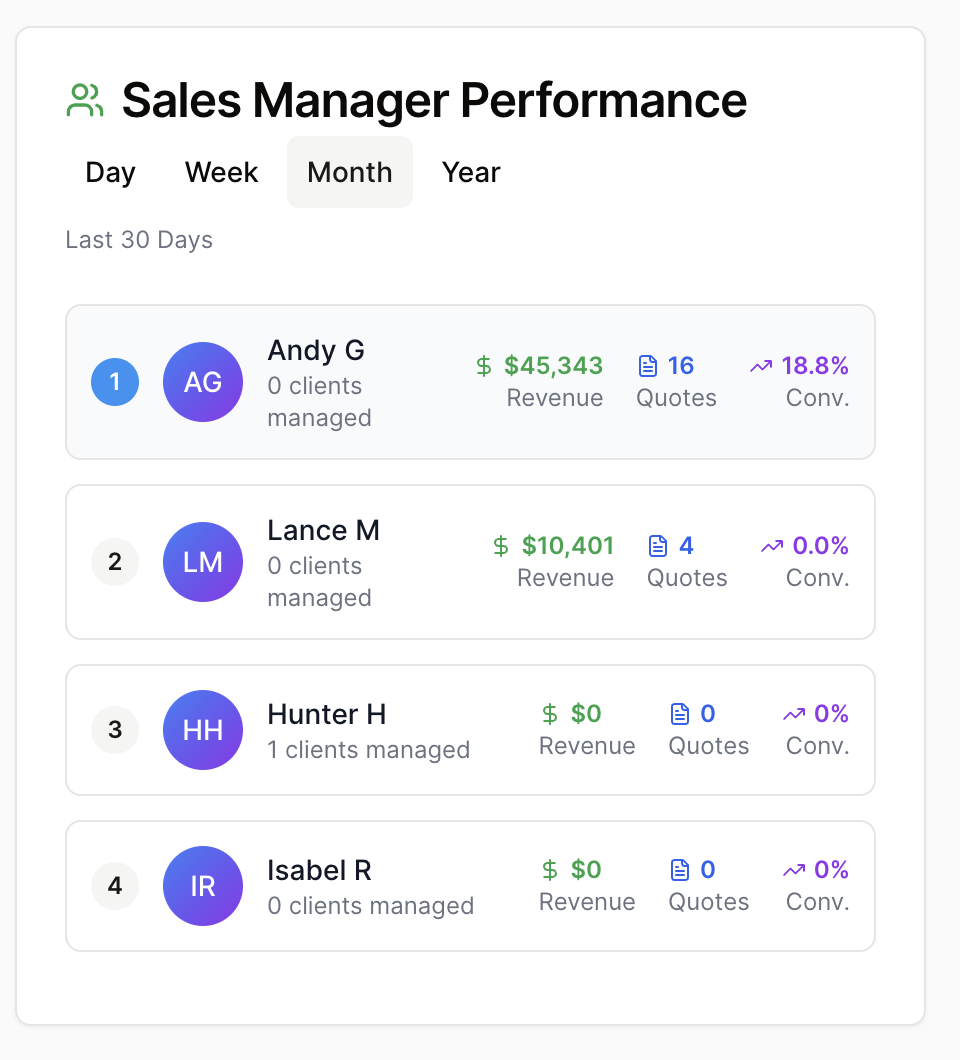 Sales Manager Performance
Day Week Month Year
Last 30 Days
1 AG Andy G
0 clients
managed
$ $45,343 16 18.8%
Revenue Quotes Conv.
2 LM Lance M
0 clients
managed
$ $10,401 4 0.0%
Revenue Quotes Conv.
3 HH Hunter H
1 clients managed
$ $0 0 0%
Revenue Quotes Conv.
4 IR Isabel R
0 clients managed
$ $0 0 0%
Revenue Quotes Conv.